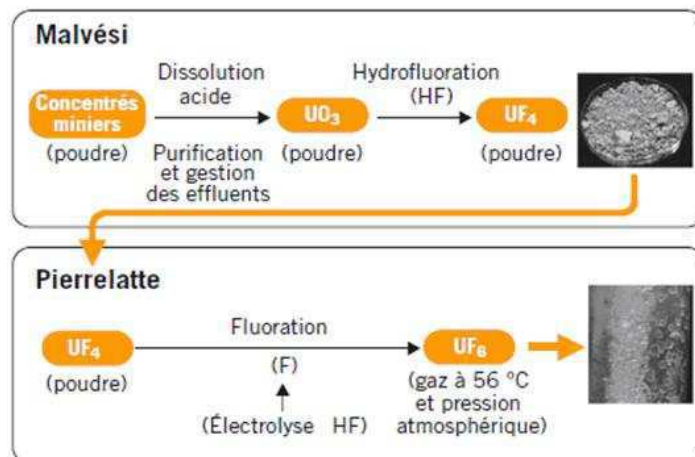 Malvési
Dissolution
acide
Hydrofluoration
(HF)
Concentrés
miniers
(poudre)
UO₃
(poudre)
UF₄
(poudre)
Purification
et gestion
des effluents
Pierrelatte
UF₄
(poudre)
Fluoration
(F)
(Électrolyse HF)
UF₆
(gaz à 56 °C
et pression
atmosphérique)